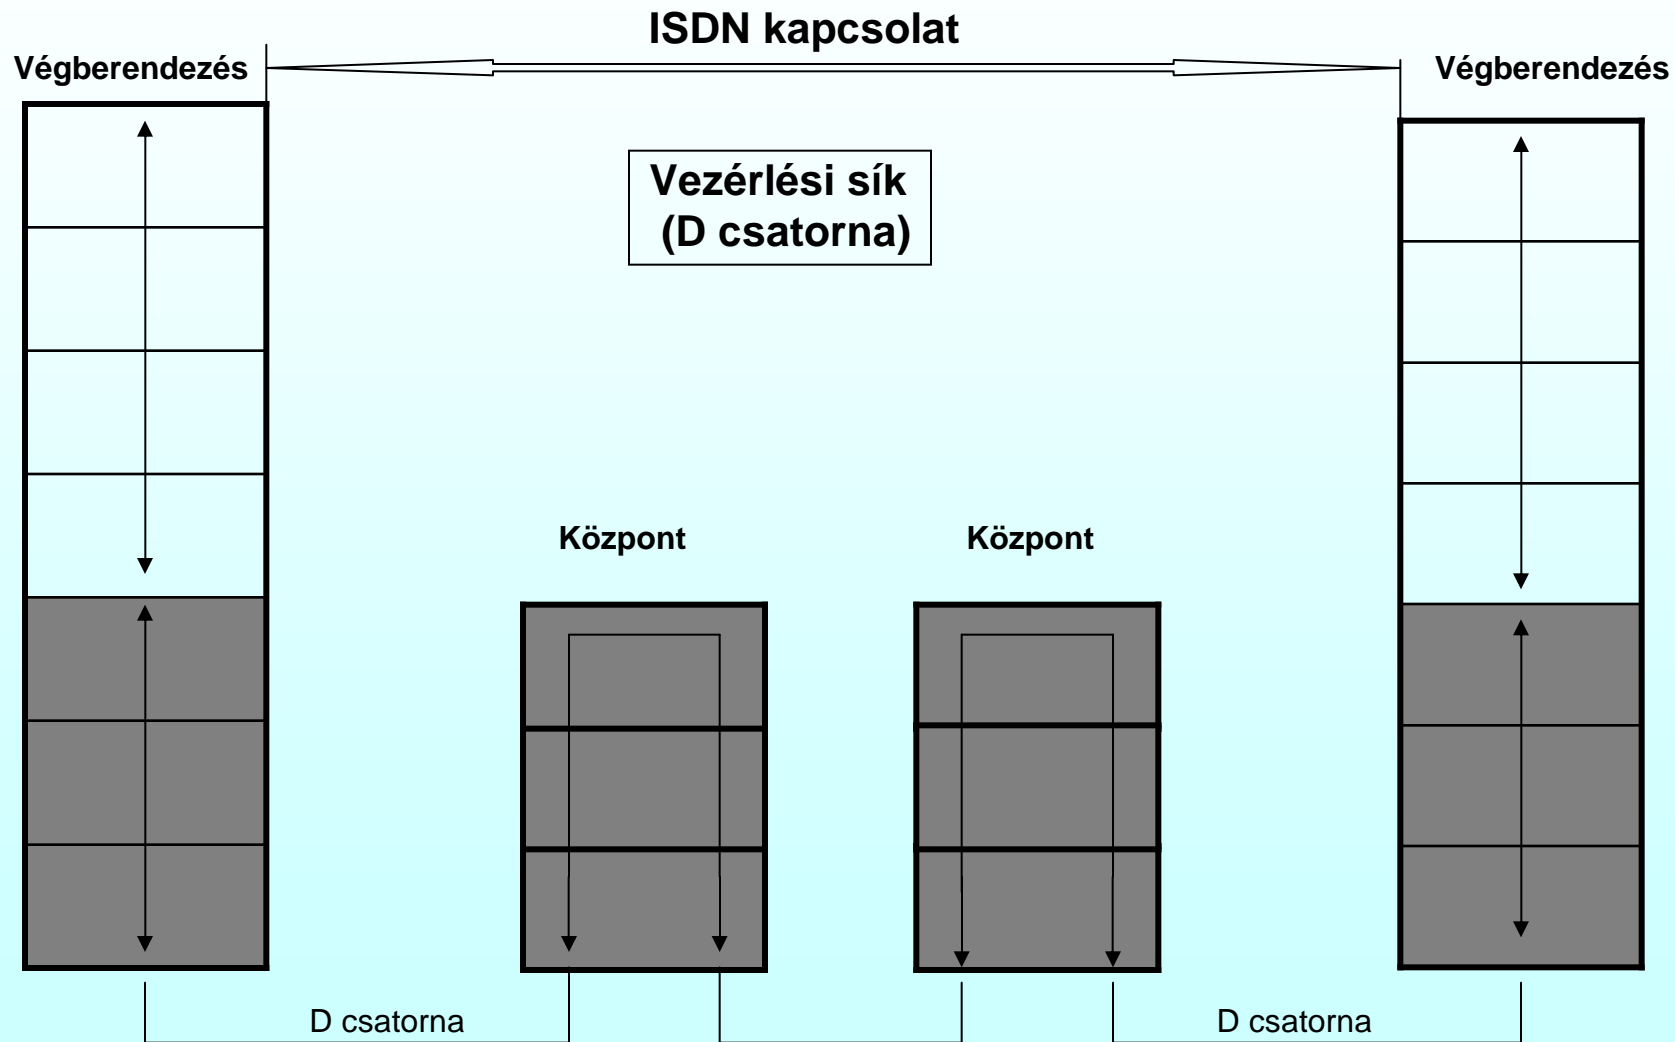 ISDN kapcsolat
Végberendezés
Végberendezés
Vezérlési sík
(D csatorna)
Központ
Központ
D csatorna
D csatorna